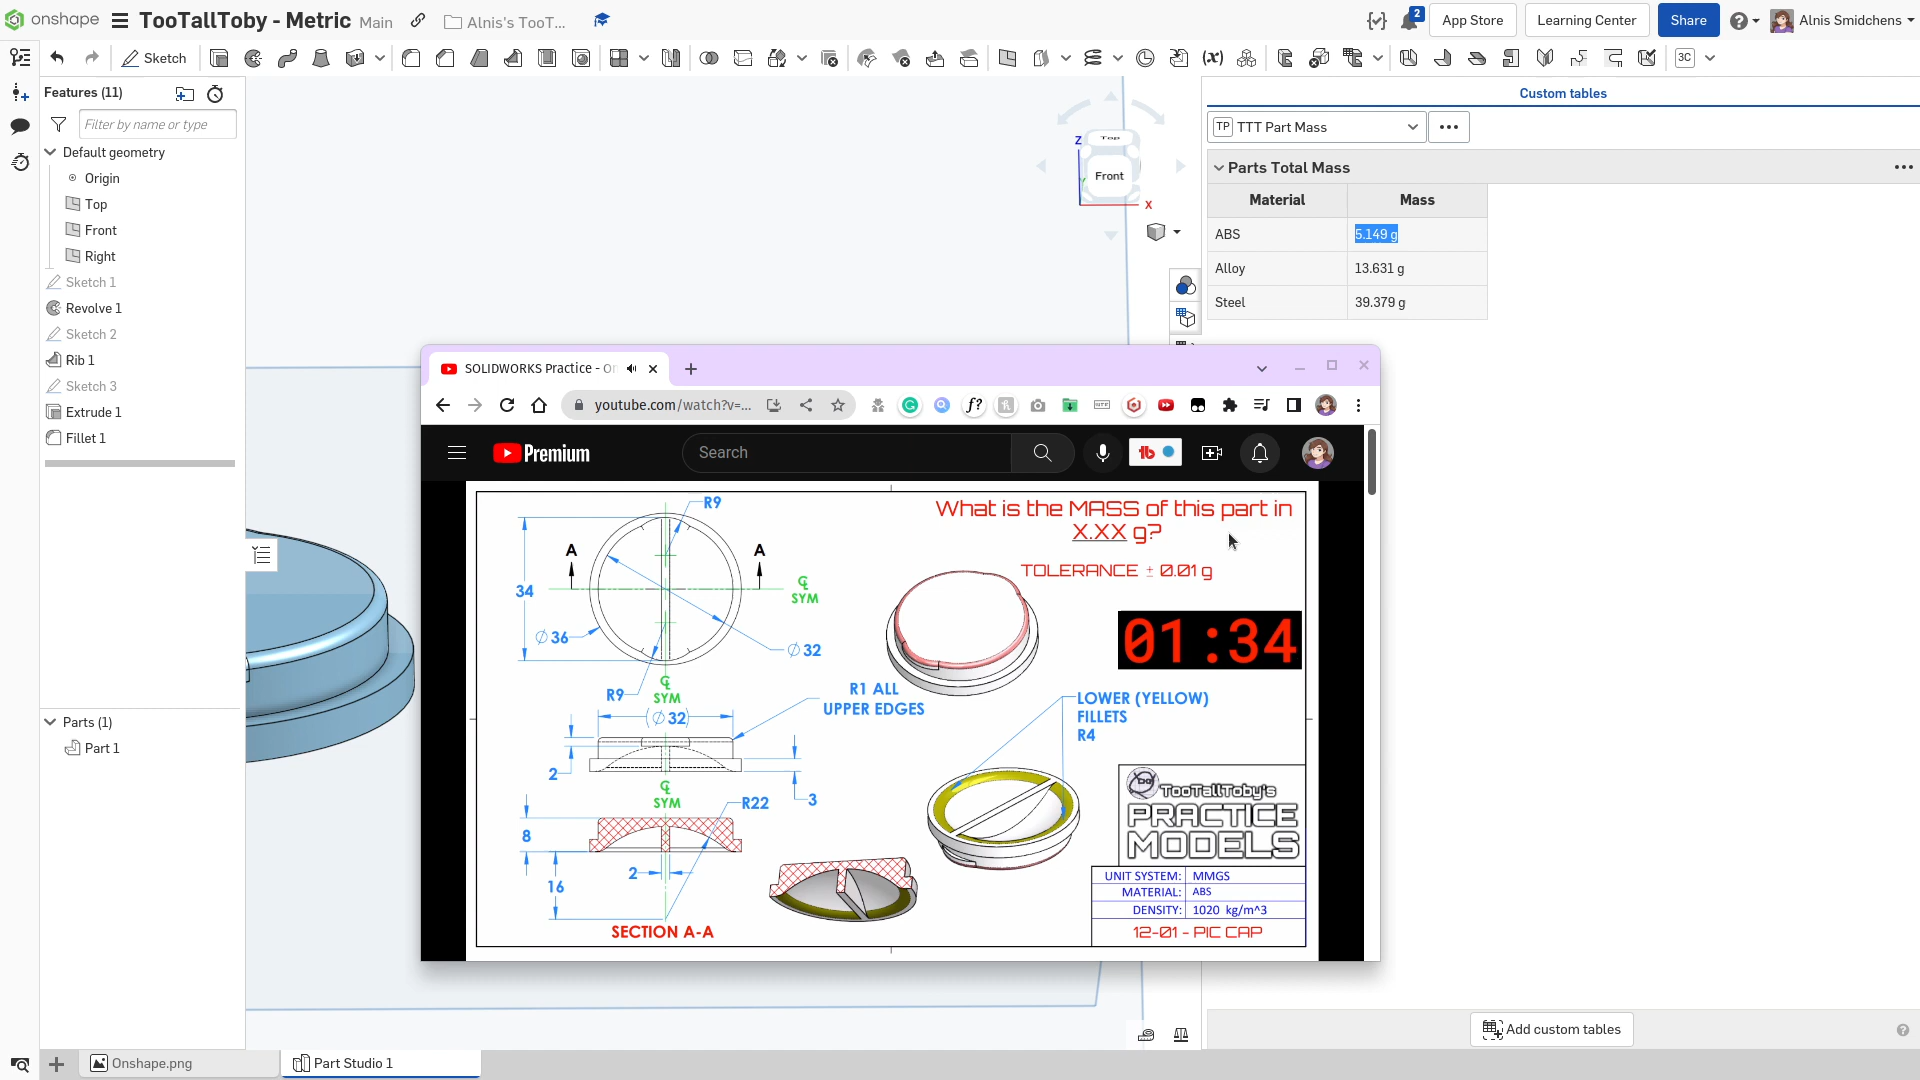 onshape
TooTallToby - Metric
Main
Alnis's TooT...
2
App Store
Learning Center
Share
Alnis Smidchens
Sketch
(x)
3C
Features (11)
Filter by name or type
Default geometry
Origin
Top
Front
Right
Sketch 1
Revolve 1
Sketch 2
Rib 1
Sketch 3
Extrude 1
Fillet 1
Parts (1)
Part 1
Z
Top
Front
X
Custom tables
TP
TTT Part Mass
Parts Total Mass
Material
Mass
ABS
5.149 g
Alloy
13.631 g
Steel
39.379 g
Add custom tables
SOLIDWORKS Practice - Or
youtube.com/watch?v=...
f?
Premium
Search
tb
What is the MASS of this part in
X.XX g?
TOLERANCE ± 0.01 g
01:34
R9
A
A
34
℄
SYM
∅ 36
∅ 32
R9
℄
SYM
R1 ALL
UPPER EDGES
(∅ 32)
2
3
℄
SYM
R22
8
2
16
SECTION A-A
LOWER (YELLOW)
FILLETS
R4
TooTallToby's
PRACTICE
MODELS
UNIT SYSTEM: MMGS
MATERIAL: ABS
DENSITY: 1020 kg/m^3
12-01 - PIC CAP
Onshape.png
Part Studio 1